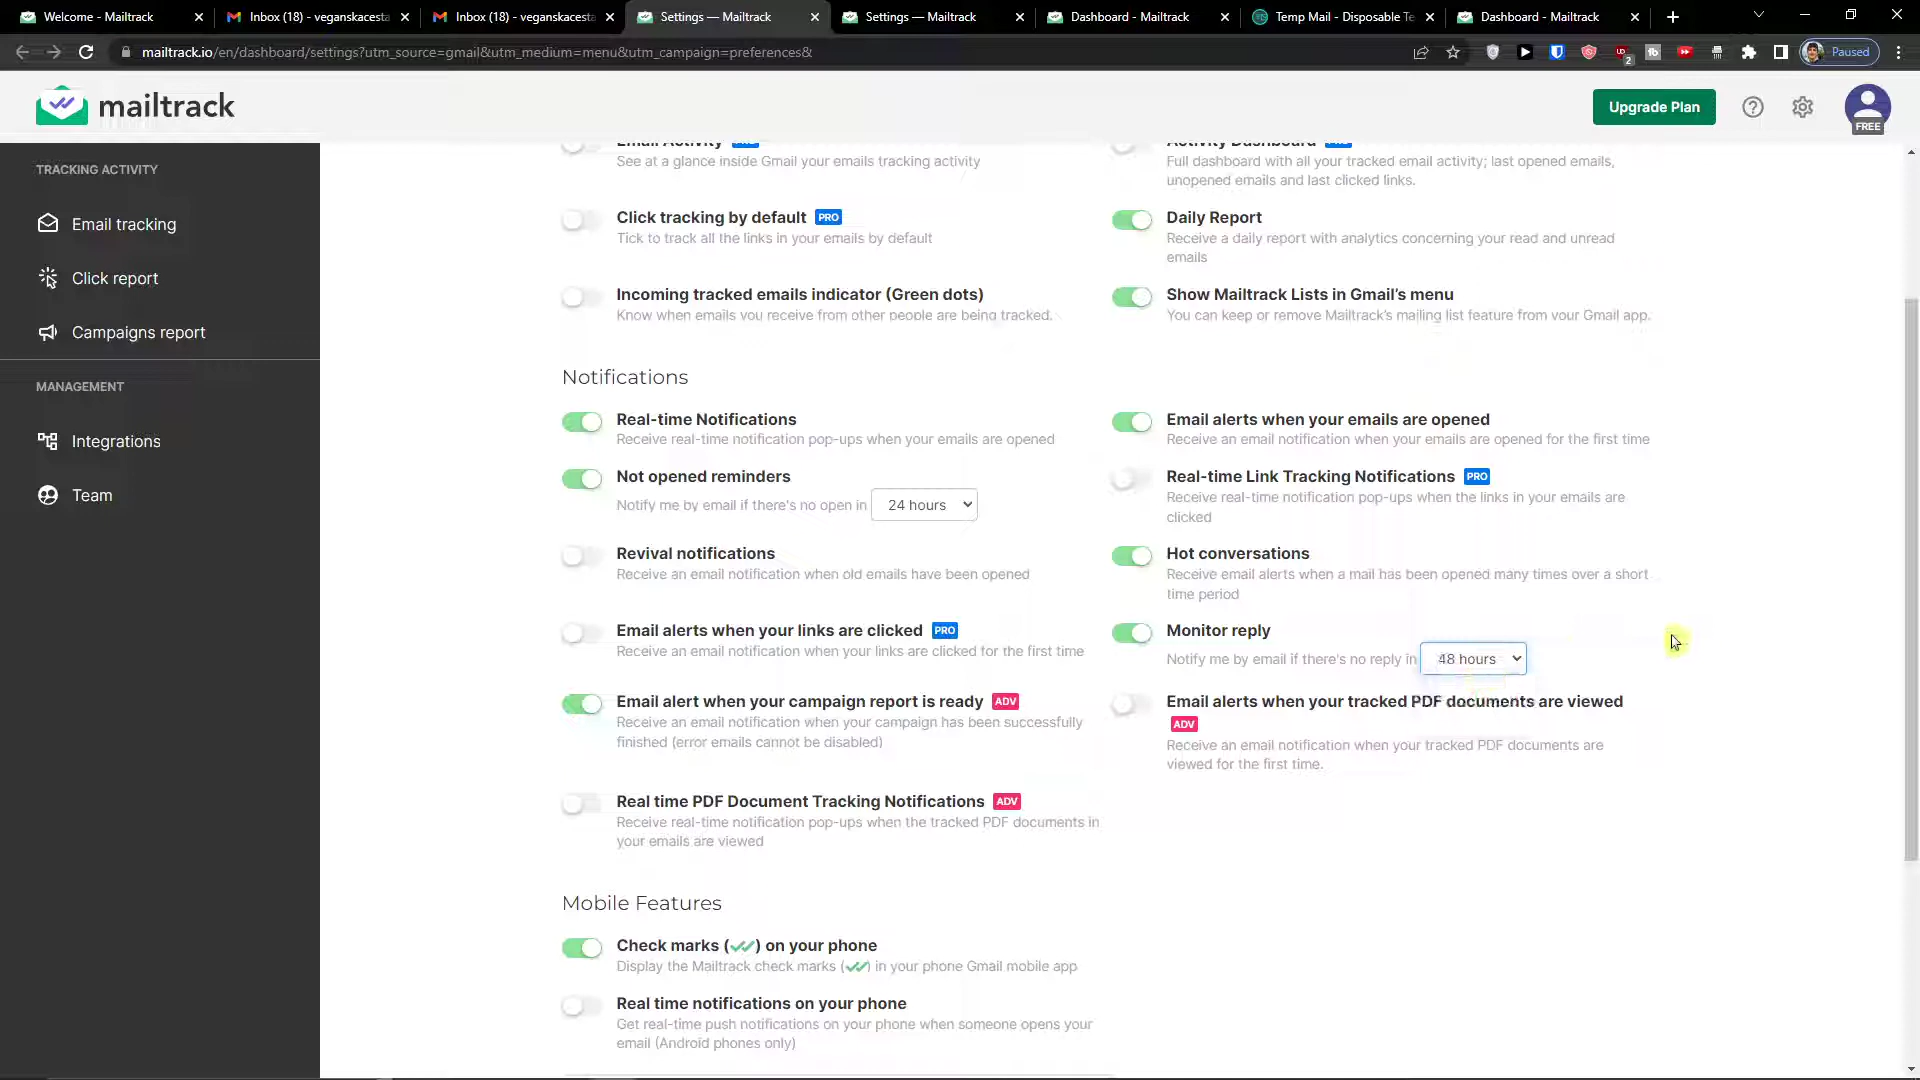 Welcome - Mailtrack
Inbox (18) - veganskacesta
Inbox (18) - veganskacesta
Settings — Mailtrack
Settings — Mailtrack
Dashboard - Mailtrack
Temp Mail - Disposable Te
Dashboard - Mailtrack
mailtrack.io/en/dashboard/settings?utm_source=gmail&utm_medium=menu&utm_campaign=preferences&
2
Paused
mailtrack
Upgrade Plan
FREE
TRACKING ACTIVITY
Email tracking
Click report
Campaigns report
MANAGEMENT
Integrations
Team
Email Activity PRO
See at a glance inside Gmail your emails tracking activity
Activity Dashboard PRO
Full dashboard with all your tracked email activity; last opened emails,
unopened emails and last clicked links.
Click tracking by default PRO
Tick to track all the links in your emails by default
Daily Report
Receive a daily report with analytics concerning your read and unread
emails
Incoming tracked emails indicator (Green dots)
Know when emails you receive from other people are being tracked.
Show Mailtrack Lists in Gmail's menu
You can keep or remove Mailtrack's mailing list feature from your Gmail app.
Notifications
Real-time Notifications
Receive real-time notification pop-ups when your emails are opened
Email alerts when your emails are opened
Receive an email notification when your emails are opened for the first time
Not opened reminders
Notify me by email if there's no open in 24 hours
Real-time Link Tracking Notifications PRO
Receive real-time notification pop-ups when the links in your emails are
clicked
Revival notifications
Receive an email notification when old emails have been opened
Hot conversations
Receive email alerts when a mail has been opened many times over a short
time period
Email alerts when your links are clicked PRO
Receive an email notification when your links are clicked for the first time
Monitor reply
Notify me by email if there's no reply in 48 hours
Email alert when your campaign report is ready ADV
Receive an email notification when your campaign has been successfully
finished (error emails cannot be disabled)
Email alerts when your tracked PDF documents are viewed
ADV
Receive an email notification when your tracked PDF documents are
viewed for the first time.
Real time PDF Document Tracking Notifications ADV
Receive real-time notification pop-ups when the tracked PDF documents in
your emails are viewed
Mobile Features
Check marks (✓✓) on your phone
Display the Mailtrack check marks (✓✓) in your phone Gmail mobile app
Real time notifications on your phone
Get real-time push notifications on your phone when someone opens your
email (Android phones only)